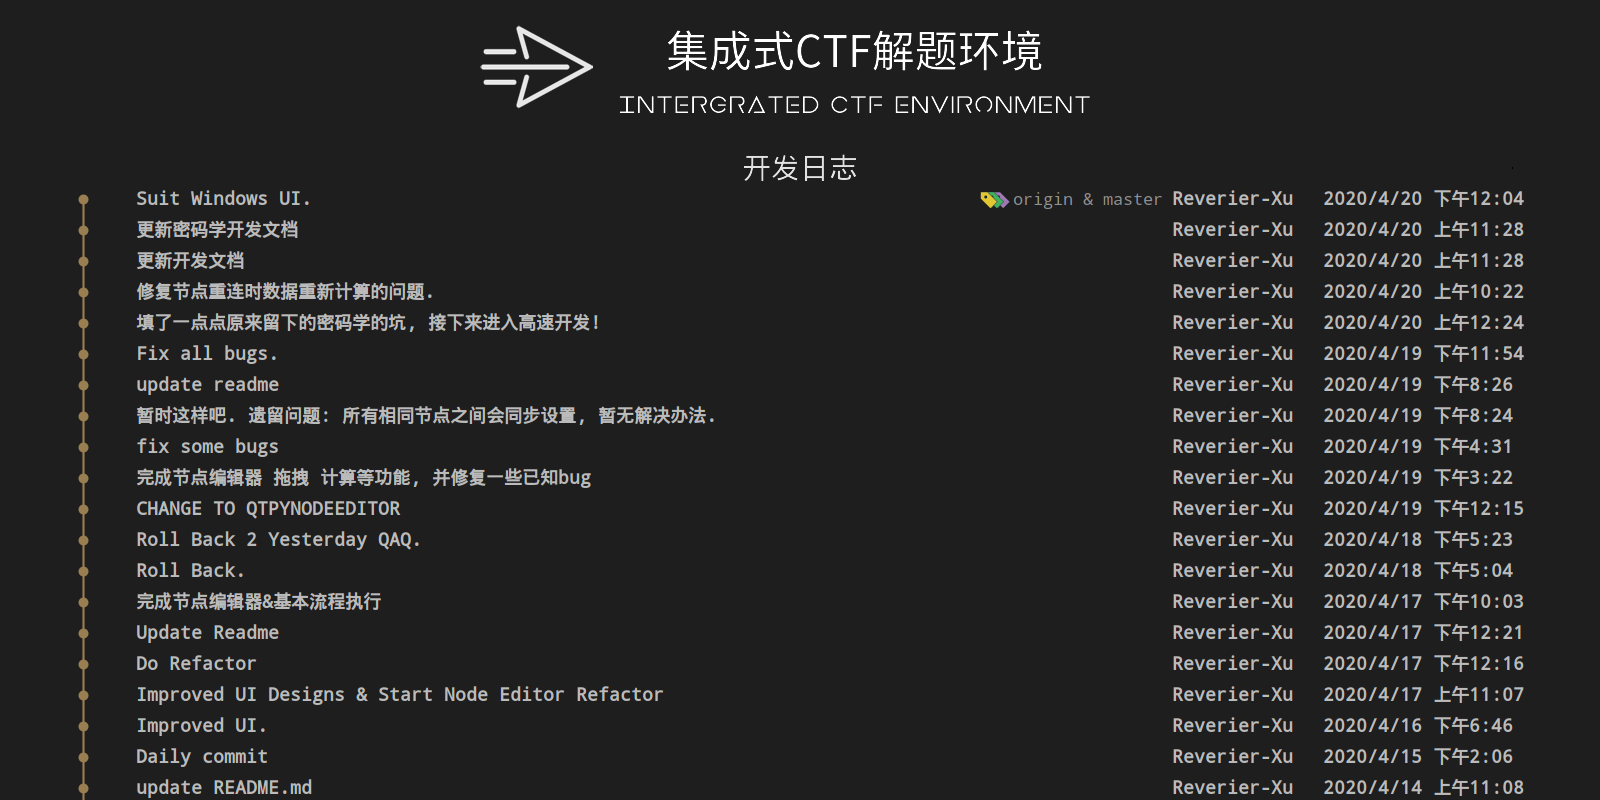 集成式CTF解题环境
INTERGRATED CTF ENVIRONMENT
开发日志
Suit Windows UI. origin & master Reverier-Xu 2020/4/20 下午12:04
更新密码学开发文档 Reverier-Xu 2020/4/20 上午11:28
更新开发文档 Reverier-Xu 2020/4/20 上午11:28
修复节点重连时数据重新计算的问题. Reverier-Xu 2020/4/20 上午10:22
填了一点点原来留下的密码学的坑, 接下来进入高速开发! Reverier-Xu 2020/4/20 上午12:24
Fix all bugs. Reverier-Xu 2020/4/19 下午11:54
update readme Reverier-Xu 2020/4/19 下午8:26
暂时这样吧. 遗留问题: 所有相同节点之间会同步设置, 暂无解决办法. Reverier-Xu 2020/4/19 下午8:24
fix some bugs Reverier-Xu 2020/4/19 下午4:31
完成节点编辑器 拖拽 计算等功能, 并修复一些已知bug Reverier-Xu 2020/4/19 下午3:22
CHANGE TO QTPYNODEEDITOR Reverier-Xu 2020/4/19 下午12:15
Roll Back 2 Yesterday QAQ. Reverier-Xu 2020/4/18 下午5:23
Roll Back. Reverier-Xu 2020/4/18 下午5:04
完成节点编辑器&基本流程执行 Reverier-Xu 2020/4/17 下午10:03
Update Readme Reverier-Xu 2020/4/17 下午12:21
Do Refactor Reverier-Xu 2020/4/17 下午12:16
Improved UI Designs & Start Node Editor Refactor Reverier-Xu 2020/4/17 上午11:07
Improved UI. Reverier-Xu 2020/4/16 下午6:46
Daily commit Reverier-Xu 2020/4/15 下午2:06
update README.md Reverier-Xu 2020/4/14 上午11:08